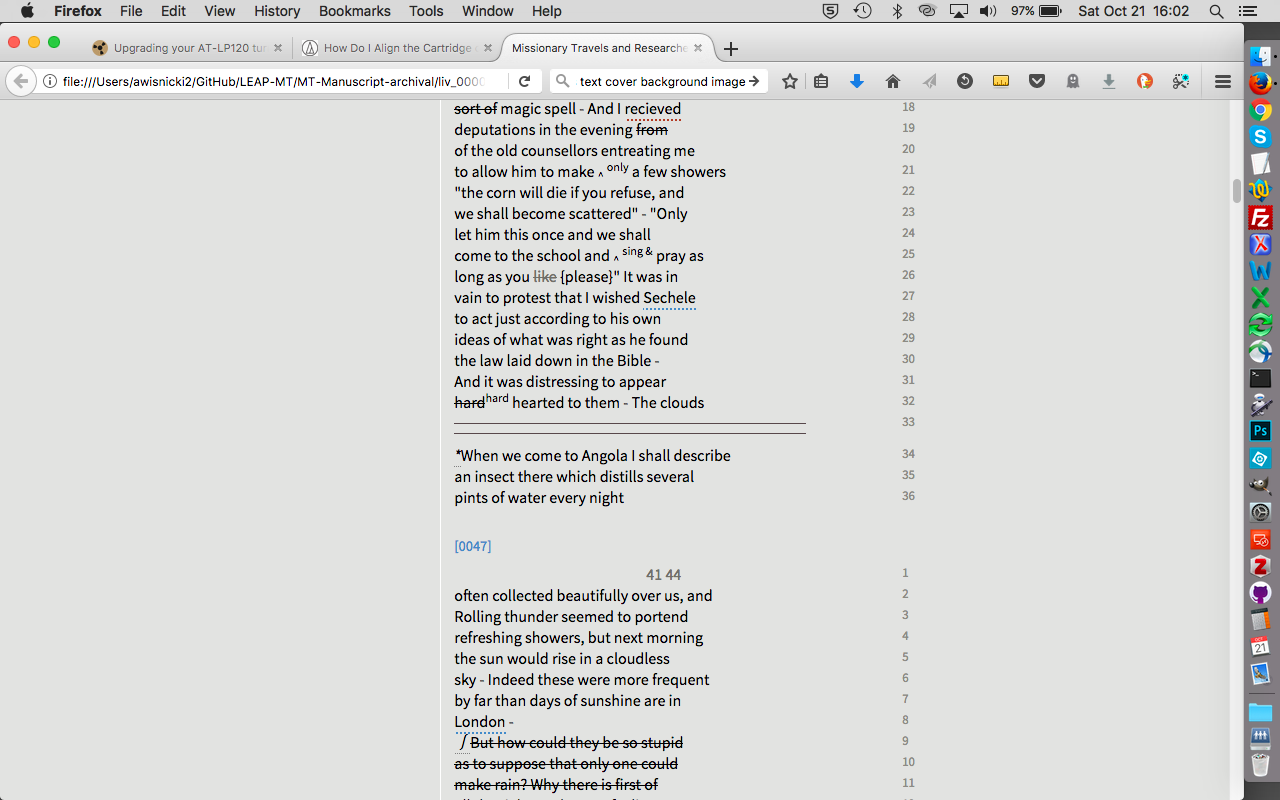 Firefox File Edit View History Bookmarks Tools Window Help 97% Sat Oct 21 16:02
Upgrading your AT-LP120 tur How Do I Align the Cartridge Missionary Travels and Researche
file:///Users/awisnicki2/GitHub/LEAP-MT/MT-Manuscript-archival/liv_0000 text cover background image
sort of magic spell - And I recieved 18
deputations in the evening from 19
of the old counsellors entreating me 20
to allow him to make ^ only a few showers 21
"the corn will die if you refuse, and 22
we shall become scattered" - "Only 23
let him this once and we shall 24
come to the school and ^ sing & pray as 25
long as you like {please}" It was in 26
vain to protest that I wished Sechele 27
to act just according to his own 28
ideas of what was right as he found 29
the law laid down in the Bible - 30
And it was distressing to appear 31
hard hard hearted to them - The clouds 32
33
*When we come to Angola I shall describe 34
an insect there which distills several 35
pints of water every night 36
[0047]
41 44 1
often collected beautifully over us, and 2
Rolling thunder seemed to portend 3
refreshing showers, but next morning 4
the sun would rise in a cloudless 5
sky - Indeed these were more frequent 6
by far than days of sunshine are in 7
London - 8
/ But how could they be so stupid 9
as to suppose that only one could 10
make rain? Why there is first of 11